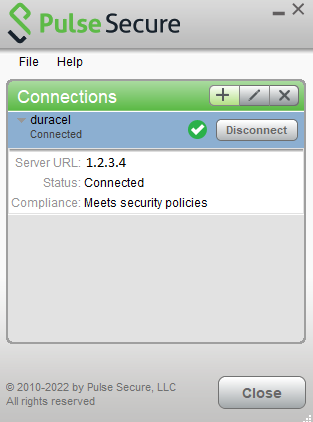 Pulse Secure
File Help
Connections
duracel
Connected
Disconnect
Server URL: 1.2.3.4
Status: Connected
Compliance: Meets security policies
© 2010-2022 by Pulse Secure, LLC
All rights reserved
Close